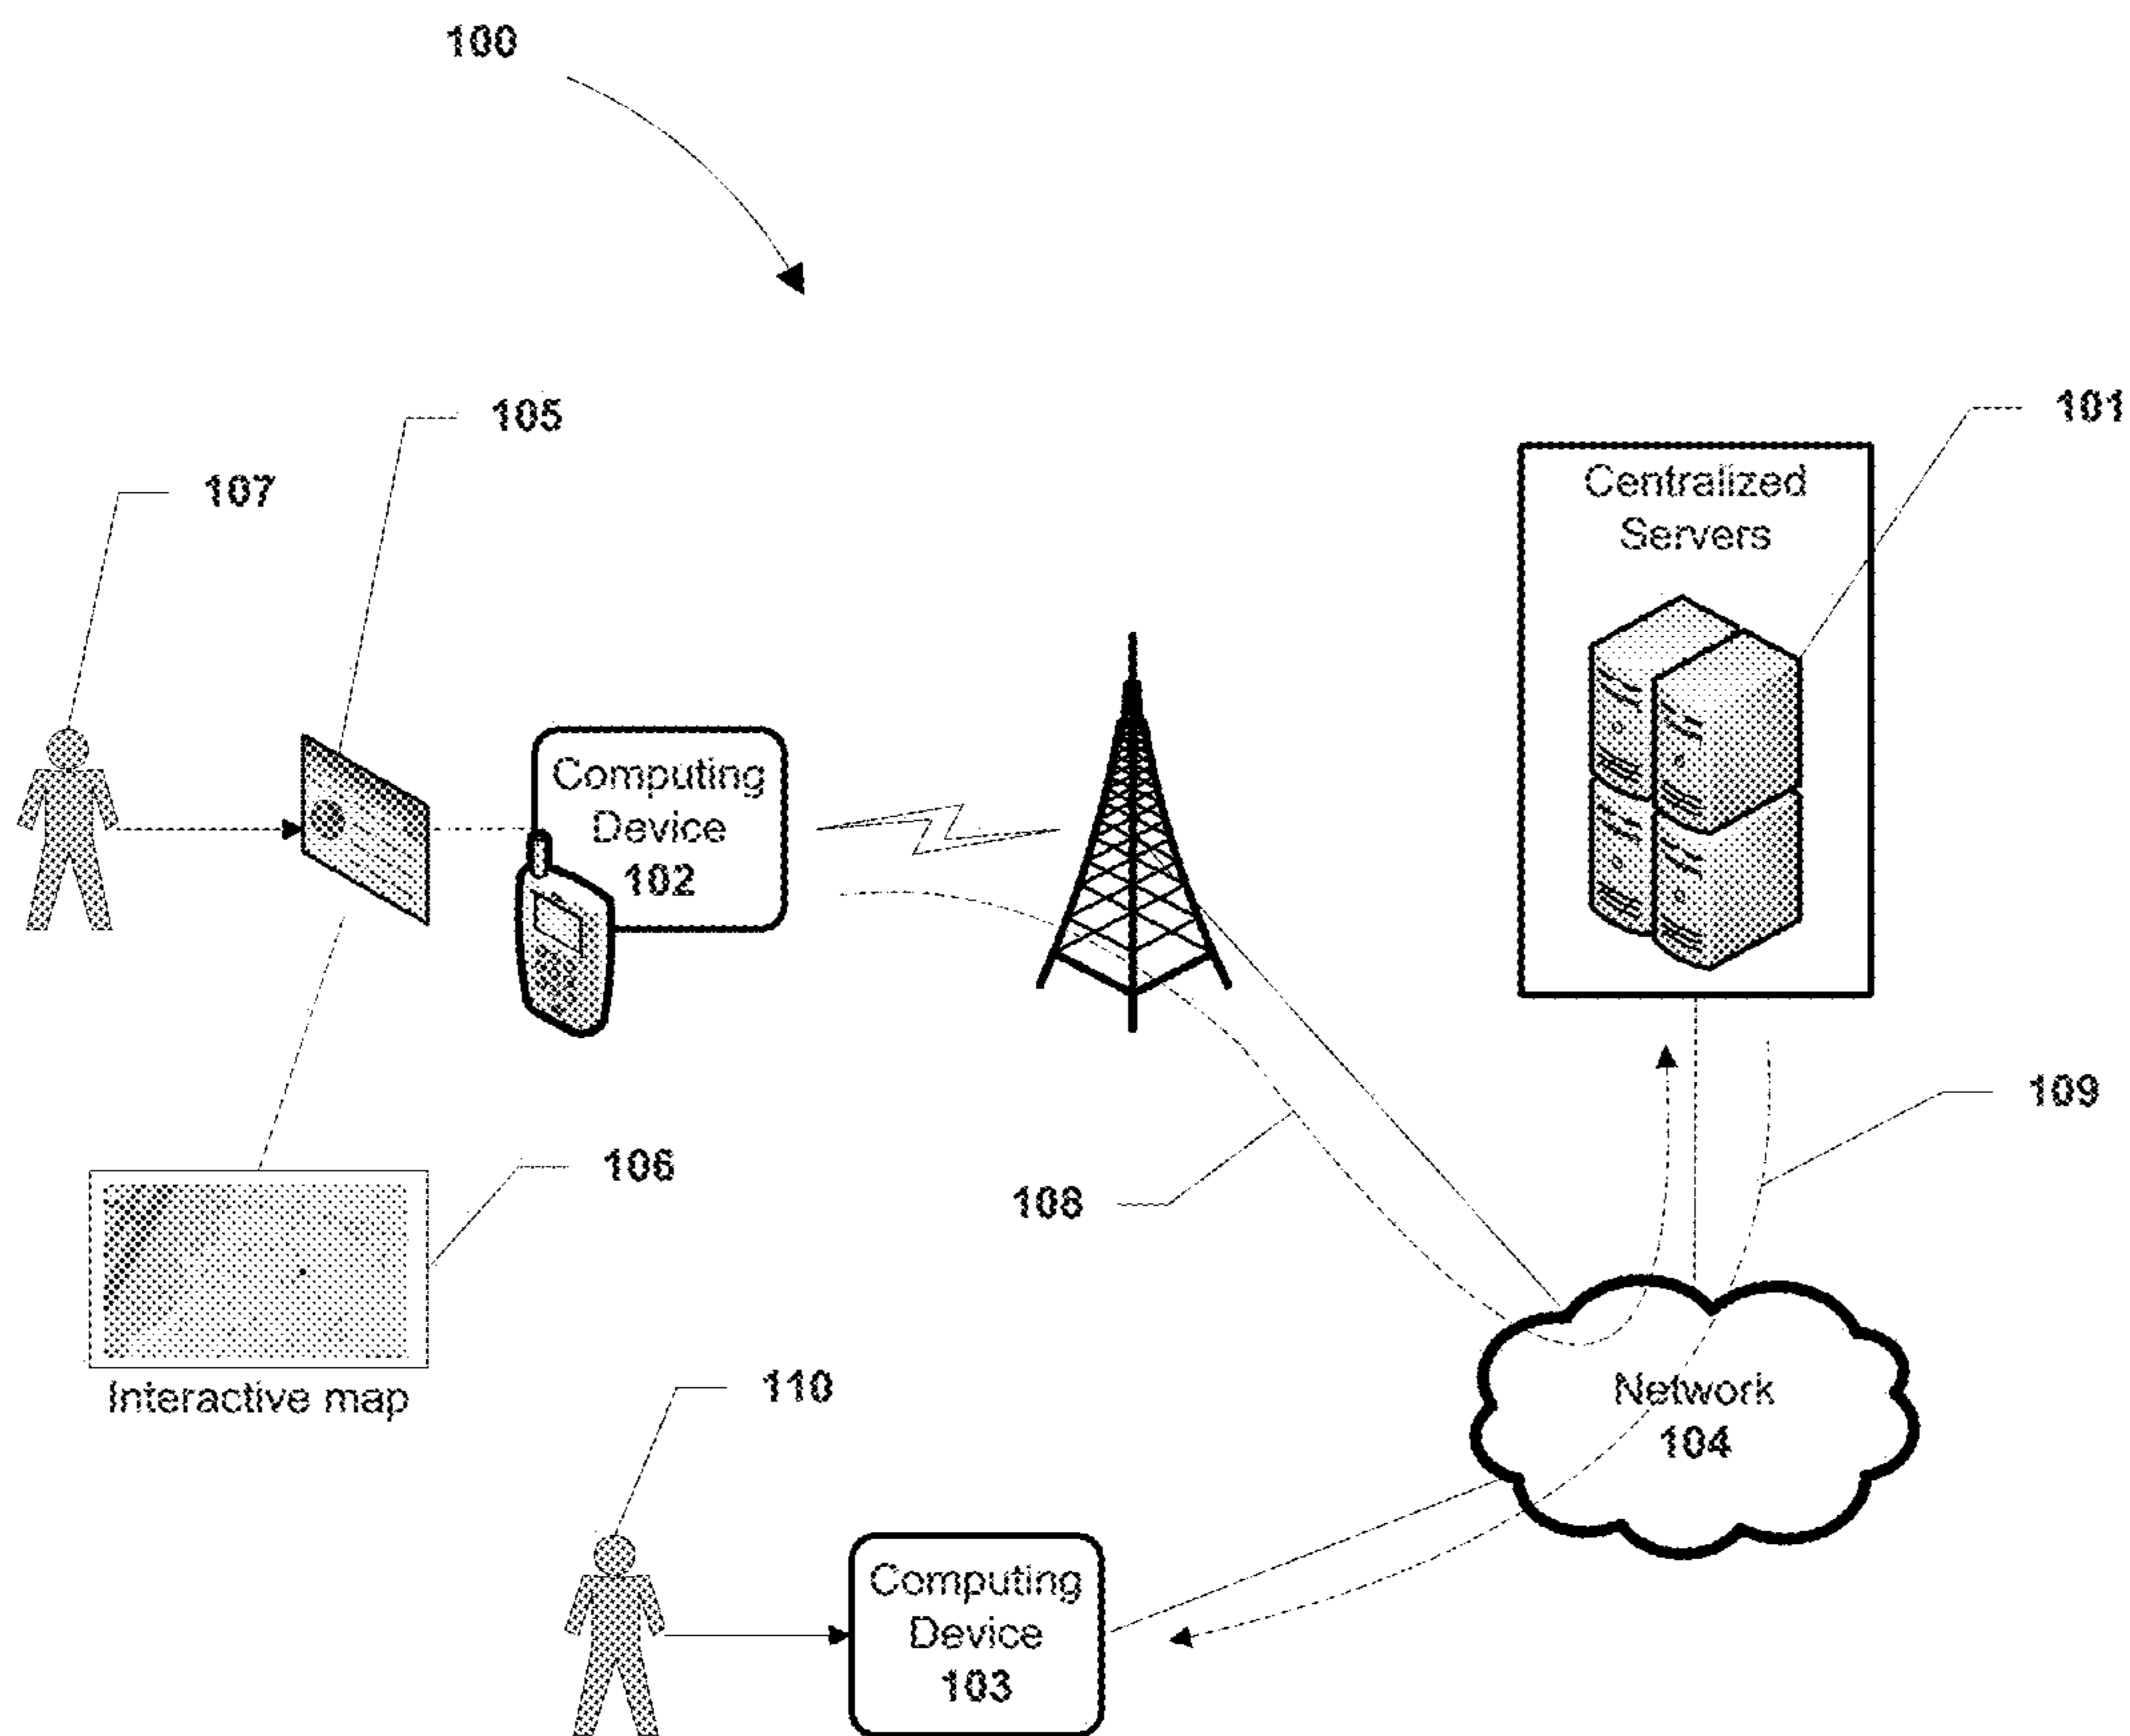 100
105
101
107
Centralized
Servers
Computing
Device
102
109
106
108
Interactive map
110
Network
104
Computing
Device
103